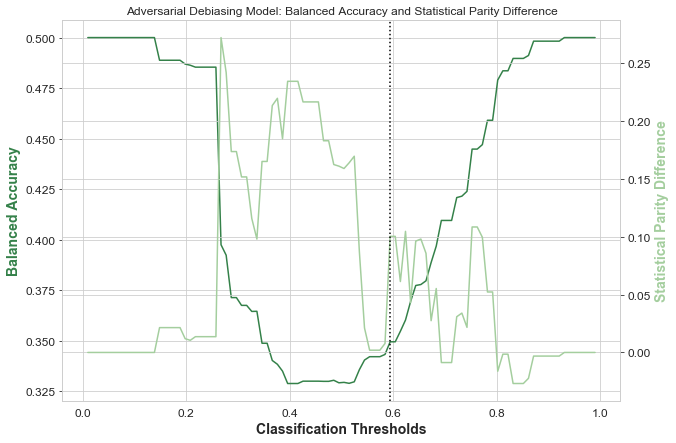 Adversarial Debiasing Model: Balanced Accuracy and Statistical Parity Difference
0.500
0.475
0.450
0.425
0.400
0.375
0.350
0.325
Balanced Accuracy
0.25
0.20
0.15
0.10
0.05
0.00
Statistical Parity Difference
0.0 0.2 0.4 0.6 0.8 1.0
Classification Thresholds